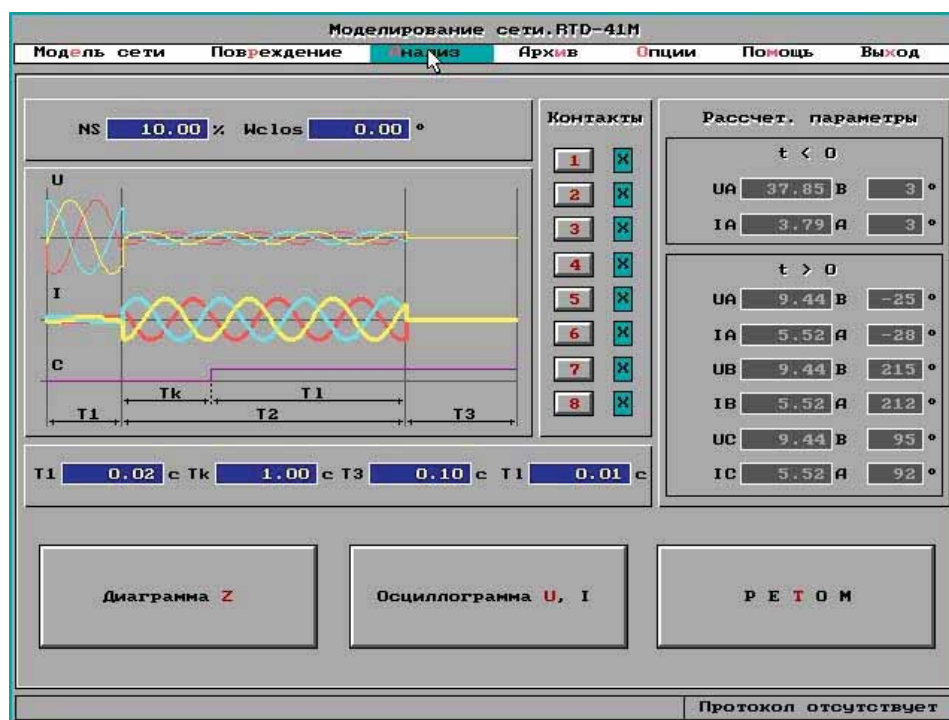 Моделирование сети.RTD-41M
Модель сети Повреждение Анализ Архив Опции Помощь Выход
NS 10.00 % Wclos 0.00 °
U
I
C
Tk Tl
T1 T2 T3
T1 0.02 с Tk 1.00 с T3 0.10 с Tl 0.01 с
Контакты
1 X
2 X
3 X
4 X
5 X
6 X
7 X
8 X
Рассчет. параметры
t < 0
UA 37.85 В 3 °
IA 3.79 А 3 °
t > 0
UA 9.44 В -25 °
IA 5.52 А -28 °
UB 9.44 В 215 °
IB 5.52 А 212 °
UC 9.44 В 95 °
IC 5.52 А 92 °
Диаграмма Z
Осциллограмма U, I
Р Е Т О М
Протокол отсутствует